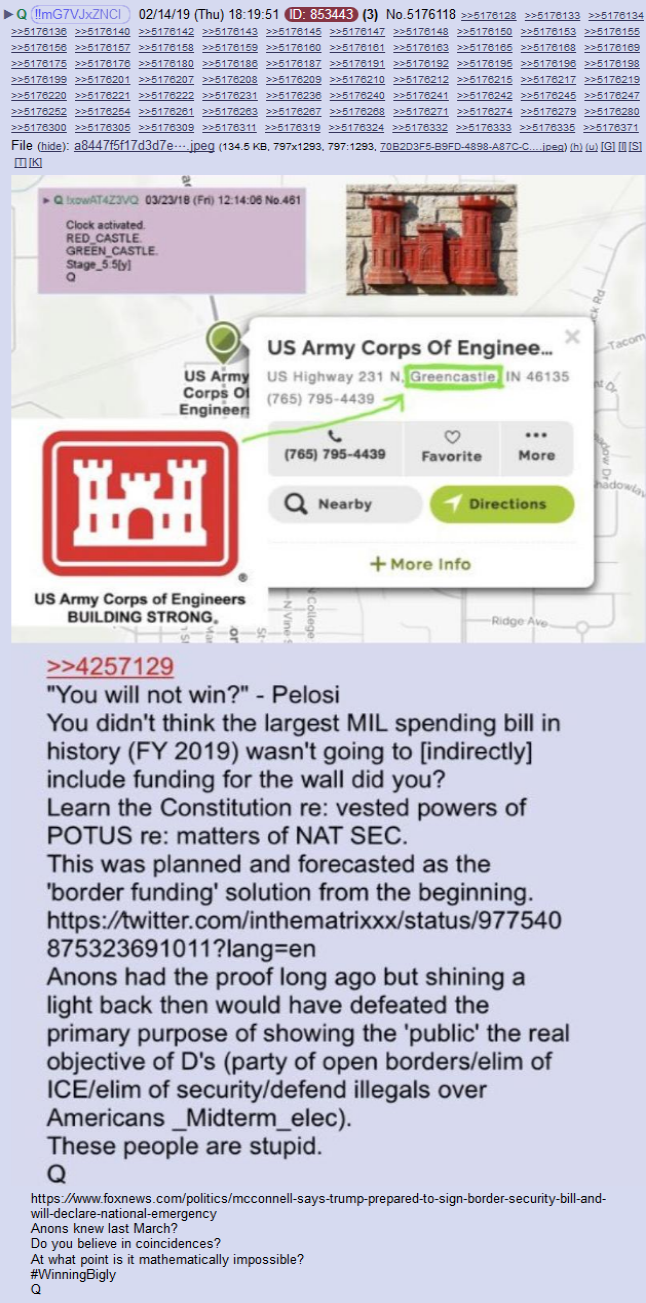 ▶ Q !!mG7VJxZNCI 02/14/19 (Thu) 18:19:51 ID: 853443 (3) No.5176118 >>5176128 >>5176133 >>5176134
>>5176136 >>5176140 >>5176142 >>5176143 >>5176145 >>5176147 >>5176148 >>5176150 >>5176153 >>5176155
>>5176156 >>5176157 >>5176158 >>5176159 >>5176160 >>5176161 >>5176163 >>5176165 >>5176168 >>5176169
>>5176175 >>5176176 >>5176180 >>5176186 >>5176187 >>5176191 >>5176192 >>5176195 >>5176196 >>5176198
>>5176199 >>5176201 >>5176207 >>5176208 >>5176209 >>5176210 >>5176212 >>5176215 >>5176217 >>5176219
>>5176220 >>5176221 >>5176222 >>5176231 >>5176236 >>5176240 >>5176241 >>5176242 >>5176245 >>5176247
>>5176252 >>5176254 >>5176261 >>5176263 >>5176267 >>5176268 >>5176271 >>5176274 >>5176279 >>5176280
>>5176300 >>5176305 >>5176309 >>5176311 >>5176319 >>5176324 >>5176332 >>5176333 >>5176335 >>5176371
File (hide): a8447f5f17d3d7e⋯.jpeg (134.5 KB, 797x1293, 797:1293, 70B2D3F5-B9FD-4898-A87C-C….jpeg) (h) (u) [G] [I] [S]
[T] [K]
▶ Q !xowAT4Z3VQ 03/23/18 (Fri) 12:14:06 No.461
Clock activated.
RED_CASTLE.
GREEN_CASTLE.
Stage_5:5[y]
Q
US Army
Corps Of
Engineer
US Army Corps Of Enginee...
US Highway 231 N, Greencastle, IN 46135
(765) 795-4439
(765) 795-4439
Favorite
More
Nearby
Directions
+ More Info
Tacom
ck Rd
nt Dr
adow Dr
hadowlav
Ridge Ave
N College
N Vine S
US Army Corps of Engineers
BUILDING STRONG®
>>4257129
"You will not win?" - Pelosi
You didn't think the largest MIL spending bill in
history (FY 2019) wasn't going to [indirectly]
include funding for the wall did you?
Learn the Constitution re: vested powers of
POTUS re: matters of NAT SEC.
This was planned and forecasted as the
'border funding' solution from the beginning.
https://twitter.com/inthematrixxx/status/977540
875323691011?lang=en
Anons had the proof long ago but shining a
light back then would have defeated the
primary purpose of showing the 'public' the real
objective of D's (party of open borders/elim of
ICE/elim of security/defend illegals over
Americans _Midterm_elec).
These people are stupid.
Q
https://www.foxnews.com/politics/mcconnell-says-trump-prepared-to-sign-border-security-bill-and-
will-declare-national-emergency
Anons knew last March?
Do you believe in coincidences?
At what point is it mathematically impossible?
#WinningBigly
Q